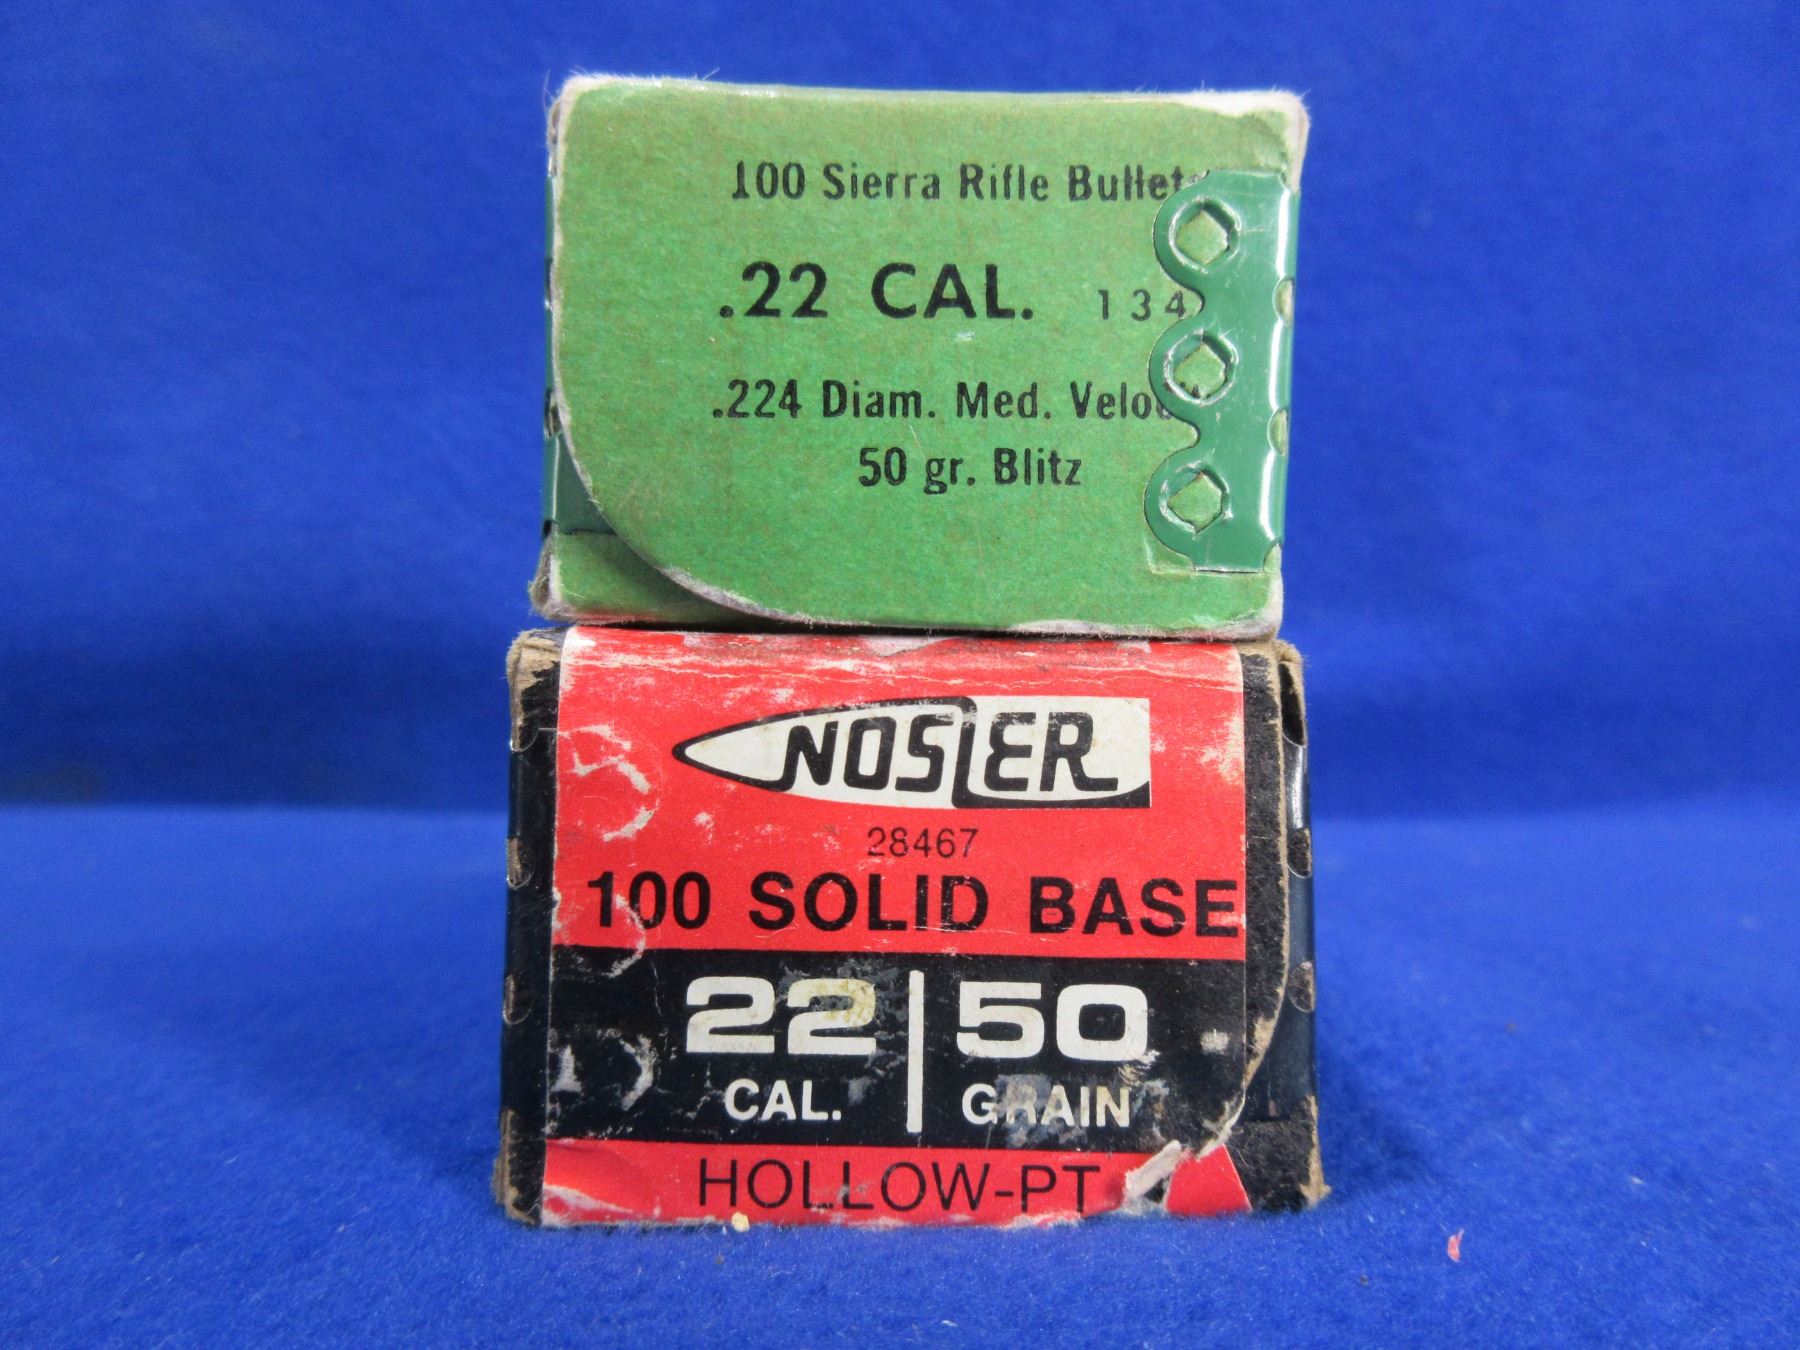 100 Sierra Rifle Bullets
.22 CAL. 134
.224 Diam. Med.
50 gr. Blitz
NOSLER
28467
100 SOLID BASE
22 50
CAL. GRAIN
HOLLOW-PT